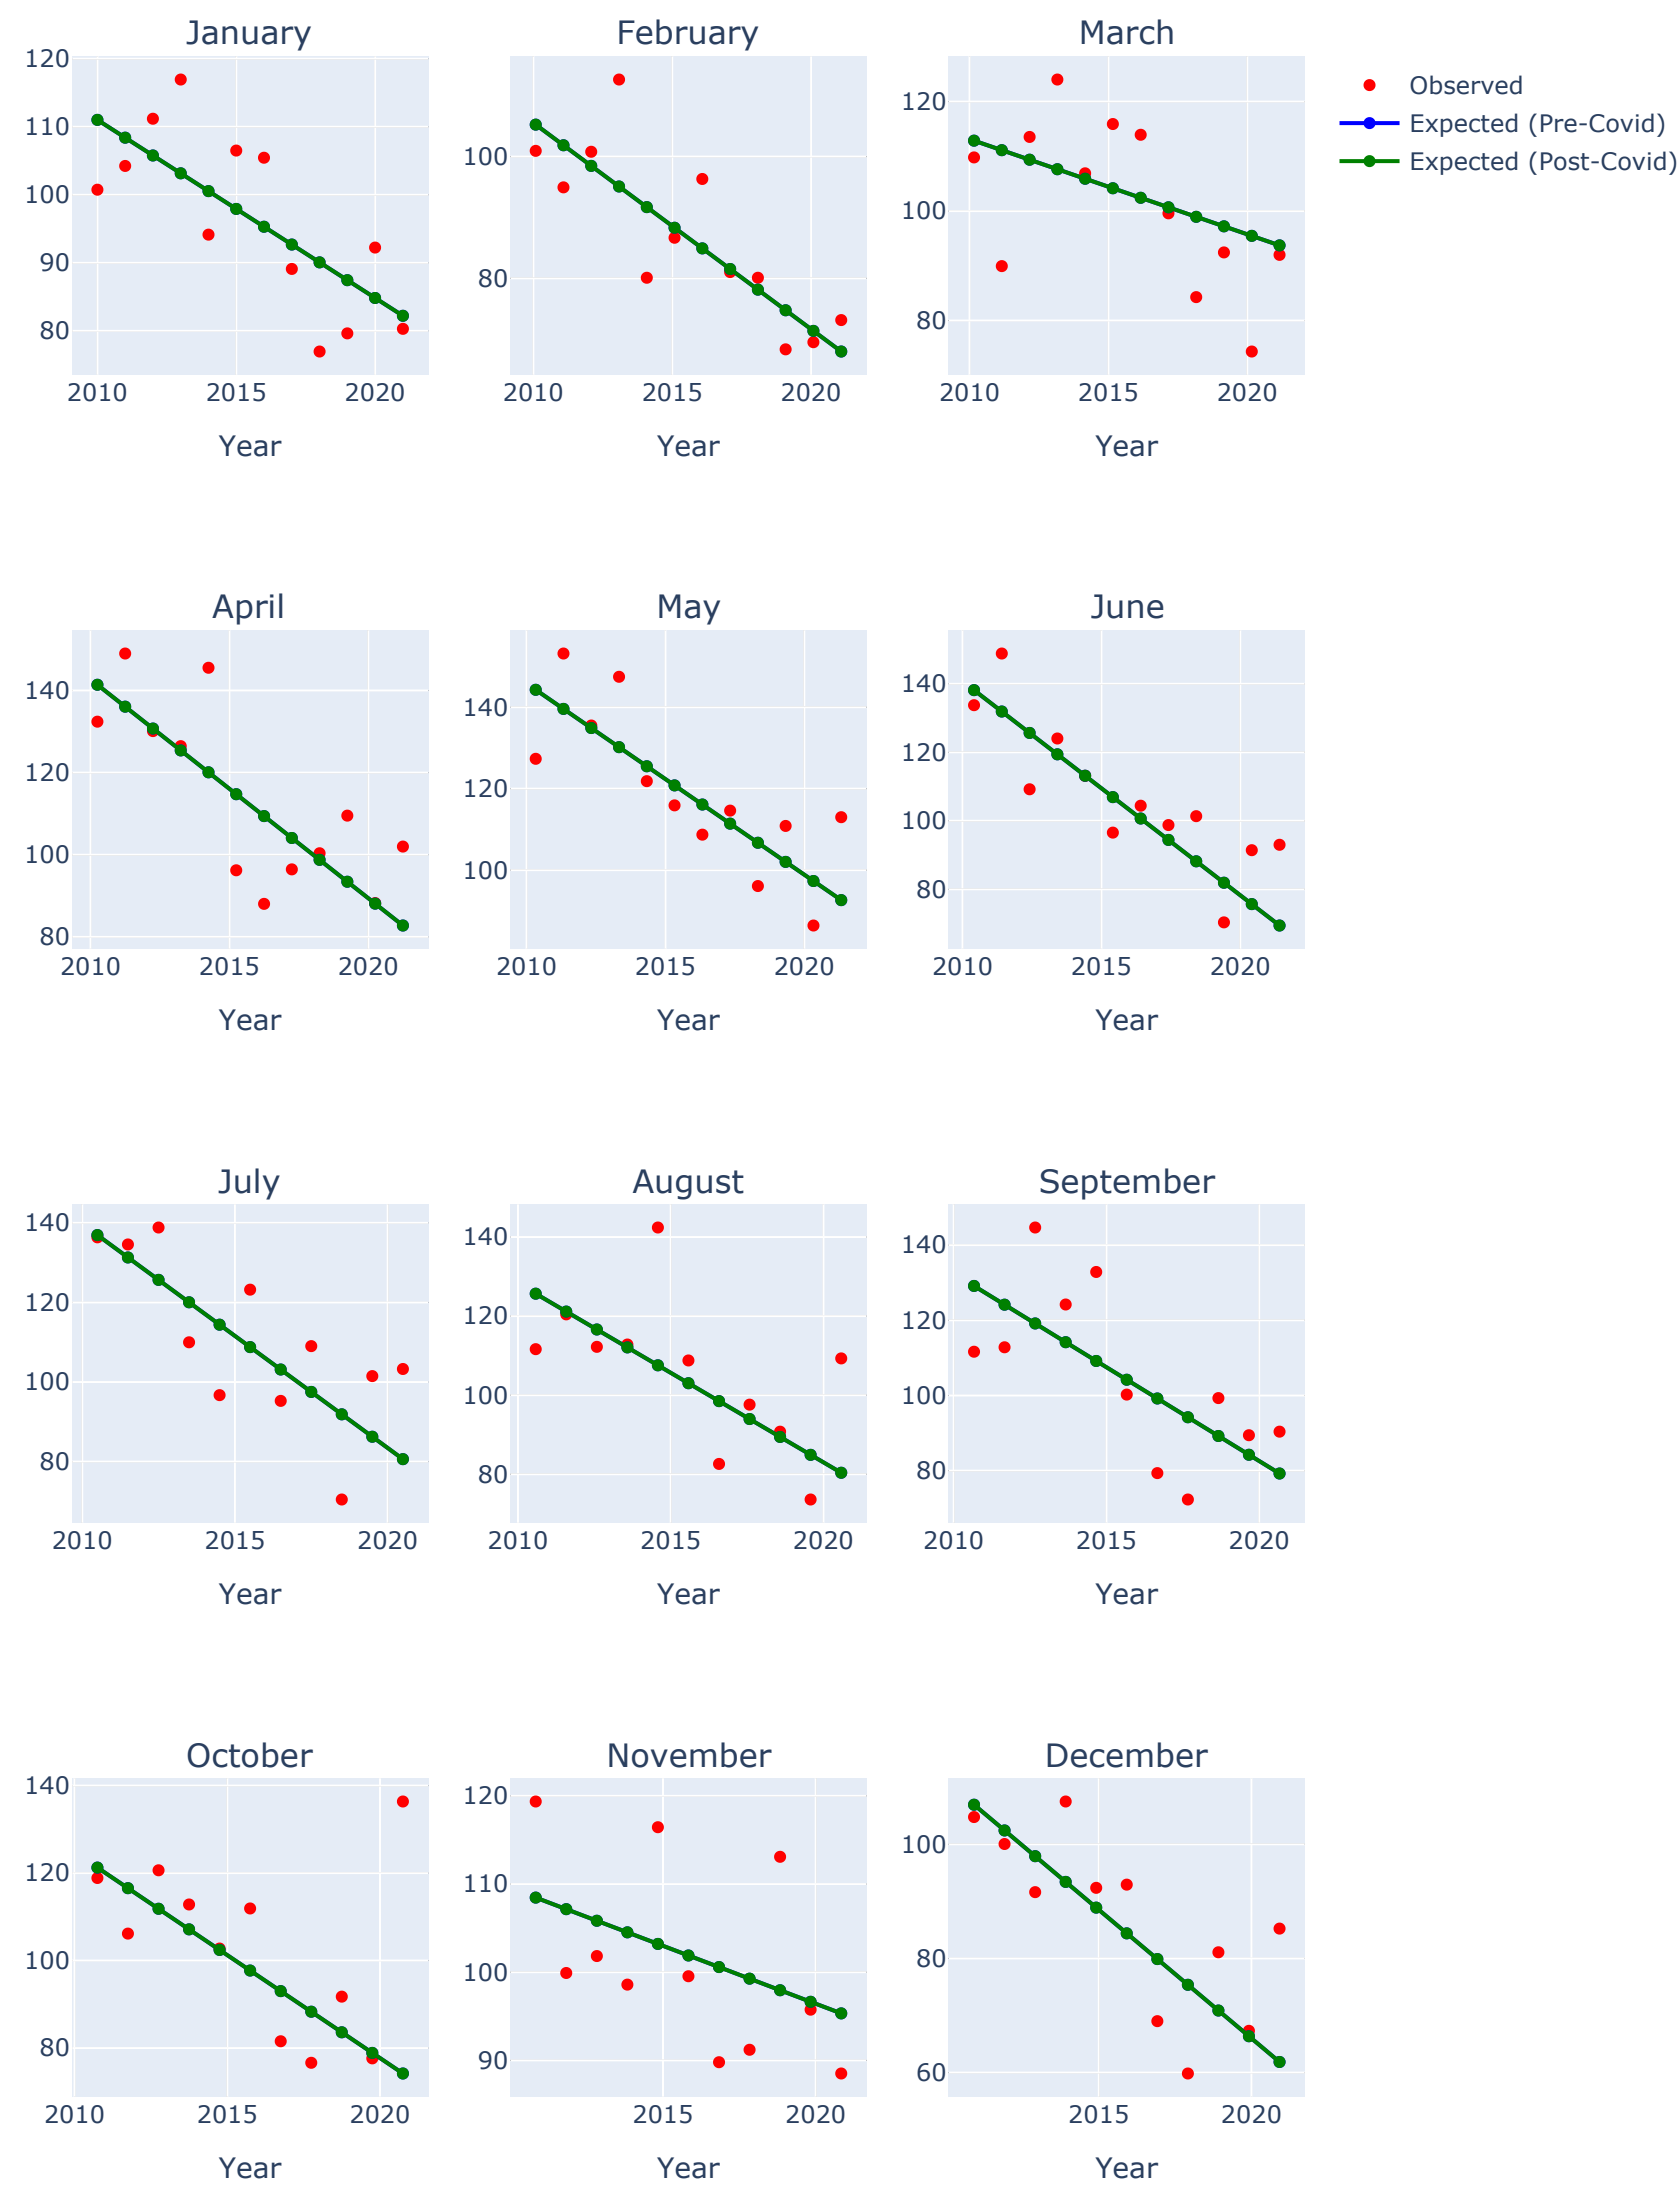 January February March
120
110
100
90
80
2010 2015 2020
Year
100
80
2010 2015 2020
Year
120
100
80
2010 2015 2020
Year
Observed
Expected (Pre-Covid)
Expected (Post-Covid)
April May June
140
120
100
80
2010 2015 2020
Year
140
120
100
2010 2015 2020
Year
140
120
100
80
2010 2015 2020
Year
July August September
140
120
100
80
2010 2015 2020
Year
140
120
100
80
2010 2015 2020
Year
140
120
100
80
2010 2015 2020
Year
October November December
140
120
100
80
2010 2015 2020
Year
120
110
100
90
2015 2020
Year
100
80
60
2015 2020
Year